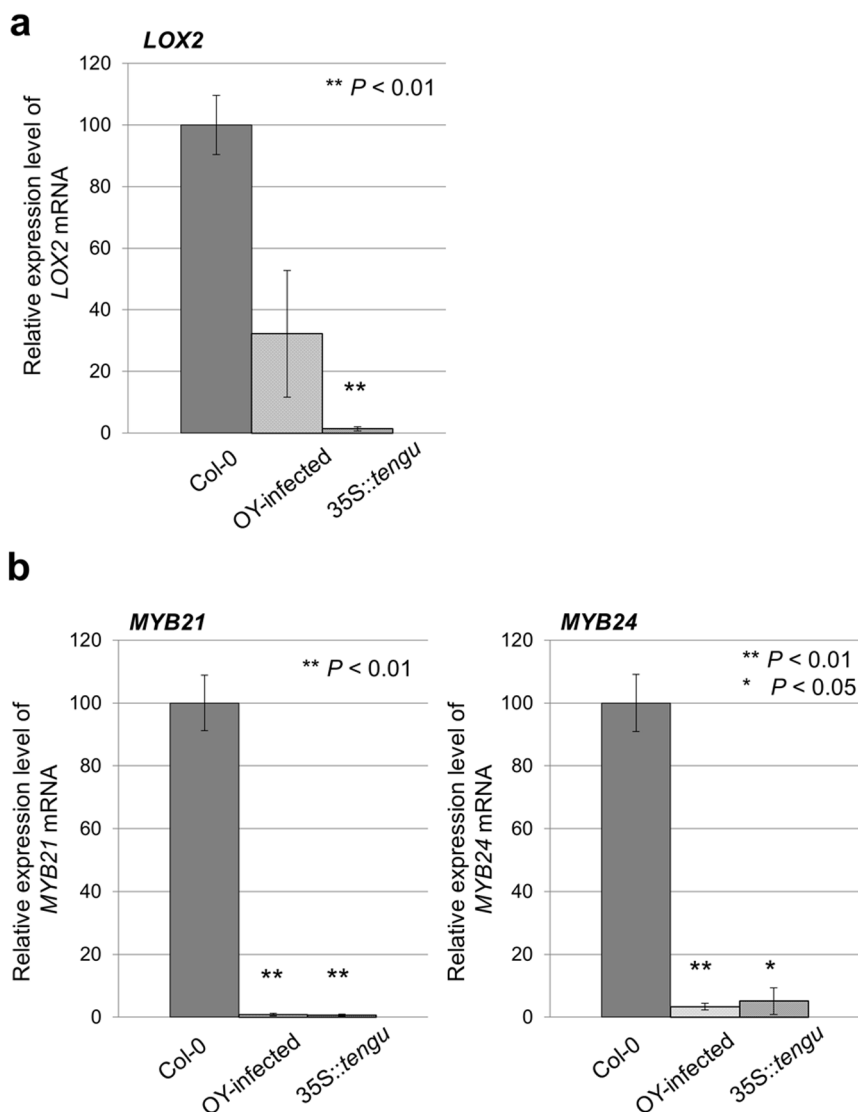 a
LOX2
** P < 0.01
Relative expression level of
LOX2 mRNA
120
100
80
60
40
20
0
Col-0
OY-infected
35S::tengu
**
b
MYB21
** P < 0.01
Relative expression level of
MYB21 mRNA
120
100
80
60
40
20
0
** **
Col-0
OY-infected
35S::tengu
MYB24
** P < 0.01
* P < 0.05
Relative expression level of
MYB24 mRNA
120
100
80
60
40
20
0
** *
Col-0
OY-infected
35S::tengu